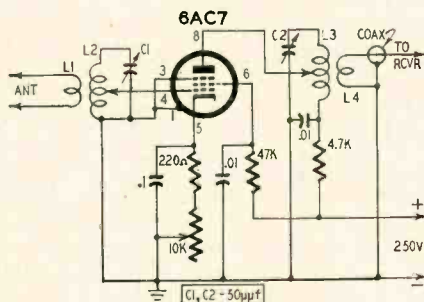 6AC7
8
C2
L3
COAX
L2
C1
TO
RCVR
L1
3
6
ANT
4
L4
1
.01
5
220Ω
.01
47K
4.7K
.1
+
10K
250V
−
C1, C2 - 50µµf